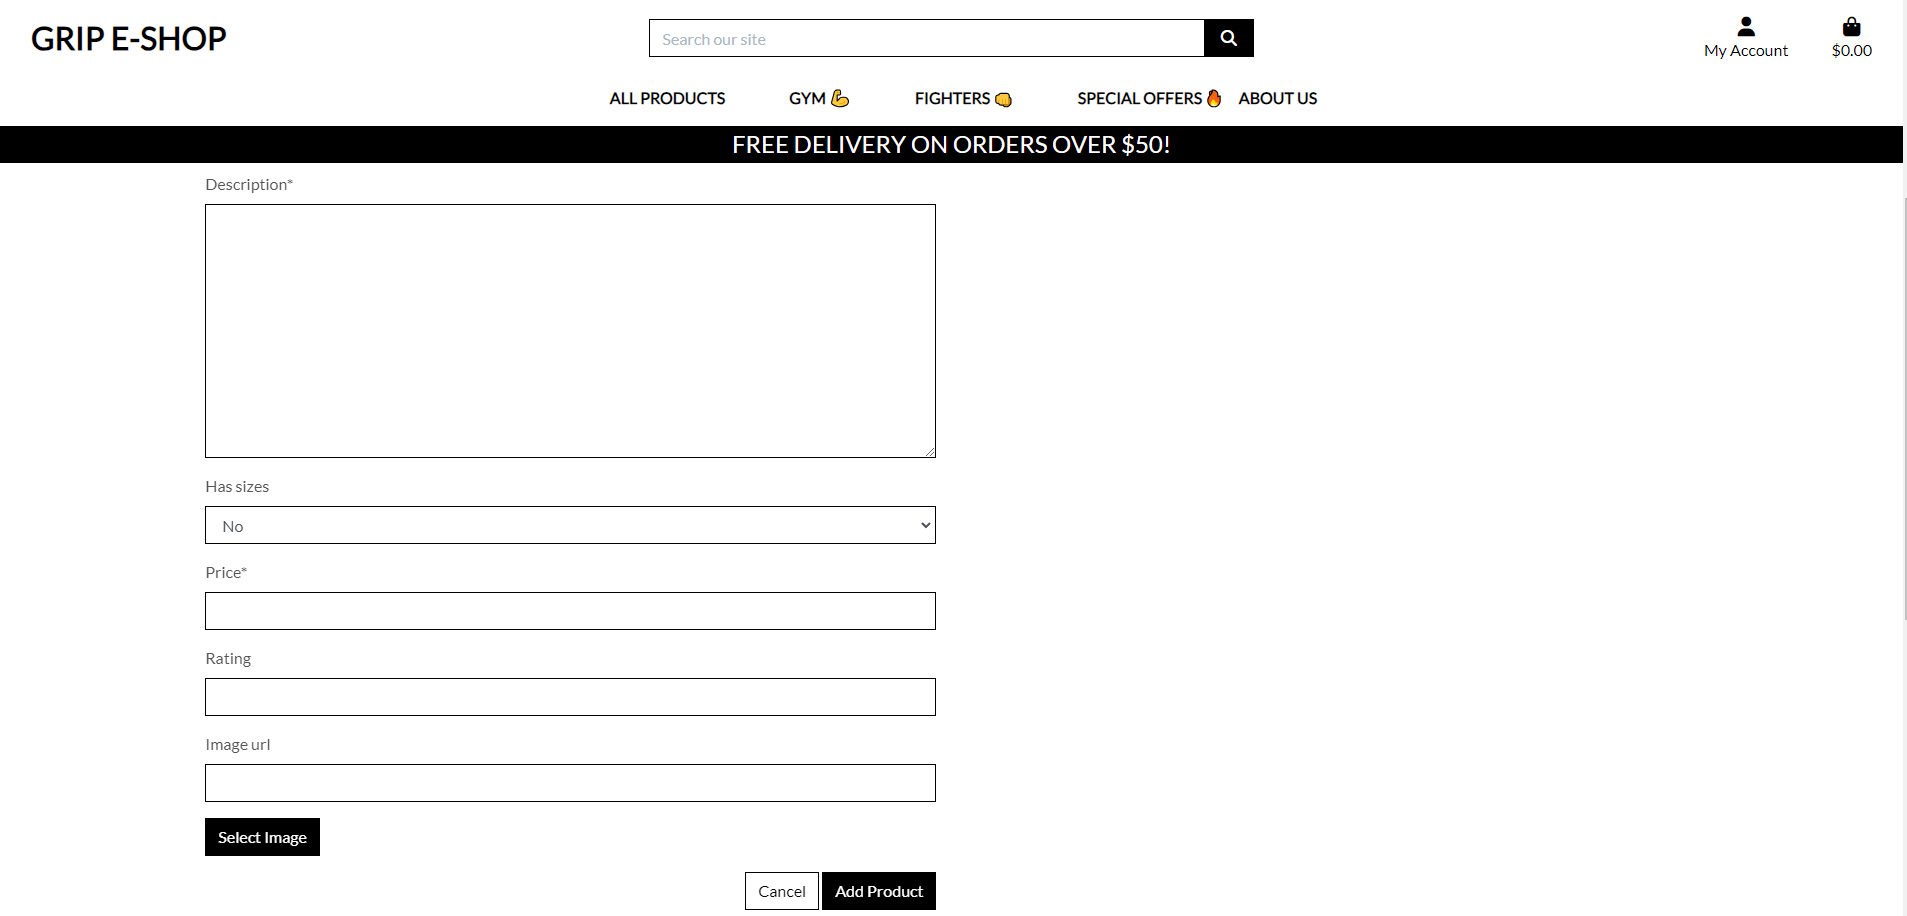 GRIP E-SHOP
Search our site
My Account
$0.00
ALL PRODUCTS
GYM 💪
FIGHTERS 👊
SPECIAL OFFERS 🔥
ABOUT US
FREE DELIVERY ON ORDERS OVER $50!
Description*
Has sizes
No
Price*
Rating
Image url
Select Image
Cancel
Add Product